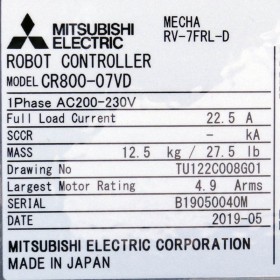 MITSUBISHI ELECTRIC
MECHA
RV-7FRL-D
ROBOT CONTROLLER
MODEL CR800-07VD
1Phase AC200-230V
Full Load Current 22.5 A
SCCR - kA
MASS 12.5 kg / 27.5 lb
Drawing No TU122C008G01
Largest Motor Rating 4.9 Arms
SERIAL B19050040M
DATE 2019-05
MITSUBISHI ELECTRIC CORPORATION
MADE IN JAPAN